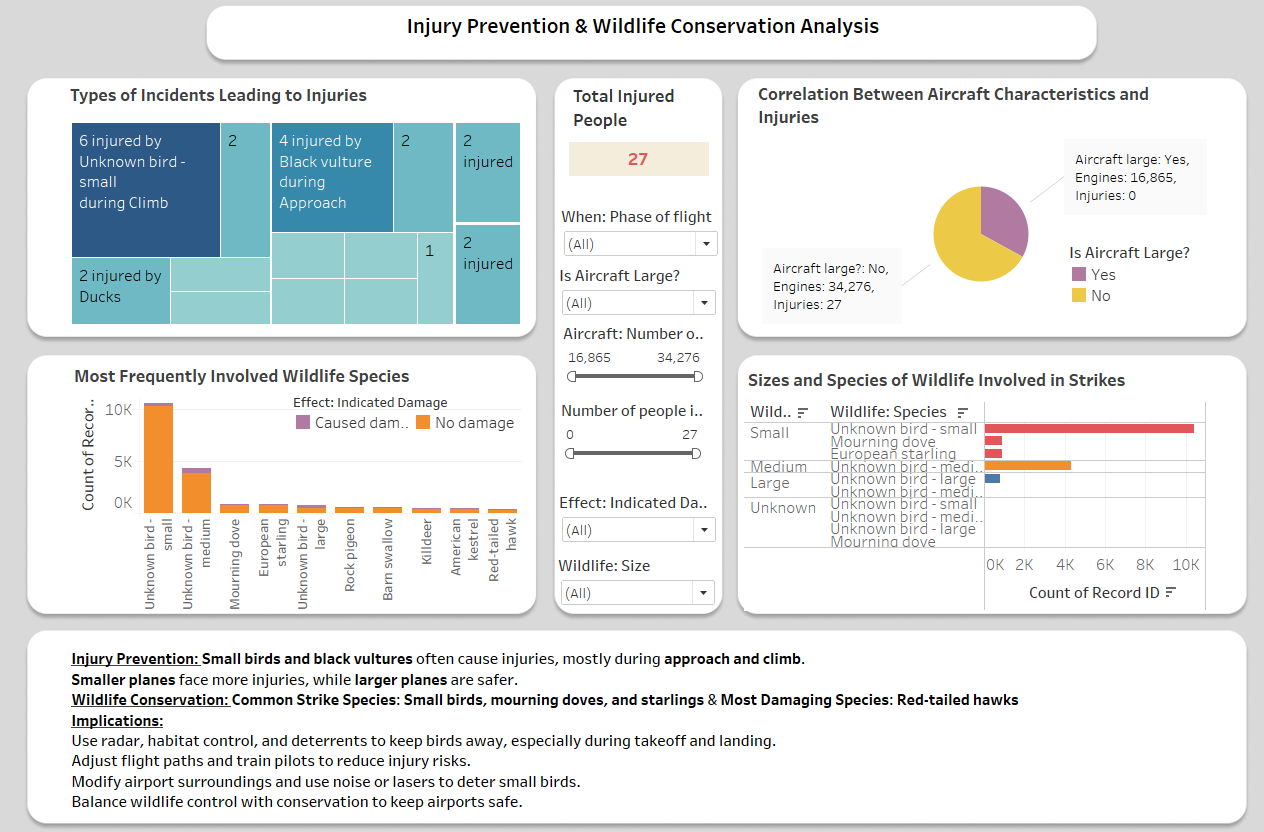 Injury Prevention & Wildlife Conservation Analysis
Types of Incidents Leading to Injuries
6 injured by
Unknown bird -
small
during Climb
2
4 injured by
Black vulture
during
Approach
2
2
injured
2 injured by
Ducks
1
2
injured
Total Injured
People
27
When: Phase of flight
(All)
Is Aircraft Large?
(All)
Aircraft: Number o..
16,865 34,276
Number of people i..
0 27
Effect: Indicated Da..
(All)
Wildlife: Size
(All)
Correlation Between Aircraft Characteristics and
Injuries
Aircraft large: Yes,
Engines: 16,865,
Injuries: 0
Aircraft large?: No,
Engines: 34,276,
Injuries: 27
Is Aircraft Large?
Yes
No
Most Frequently Involved Wildlife Species
Effect: Indicated Damage
Caused dam.. No damage
Count of Recor..
10K
5K
0K
Unknown bird -
small
Unknown bird -
medium
Mourning dove
European
starling
Unknown bird -
large
Rock pigeon
Barn swallow
Killdeer
American
kestrel
Red-tailed
hawk
Sizes and Species of Wildlife Involved in Strikes
Wild.. Wildlife: Species
Small Unknown bird - small
Mourning dove
European starling
Medium Unknown bird - medi..
Large Unknown bird - large
Unknown bird - medi..
Unknown Unknown bird - small
Unknown bird - medi..
Unknown bird - large
Mourning dove
0K 2K 4K 6K 8K 10K
Count of Record ID
Injury Prevention: Small birds and black vultures often cause injuries, mostly during approach and climb.
Smaller planes face more injuries, while larger planes are safer.
Wildlife Conservation: Common Strike Species: Small birds, mourning doves, and starlings & Most Damaging Species: Red-tailed hawks
Implications:
Use radar, habitat control, and deterrents to keep birds away, especially during takeoff and landing.
Adjust flight paths and train pilots to reduce injury risks.
Modify airport surroundings and use noise or lasers to deter small birds.
Balance wildlife control with conservation to keep airports safe.